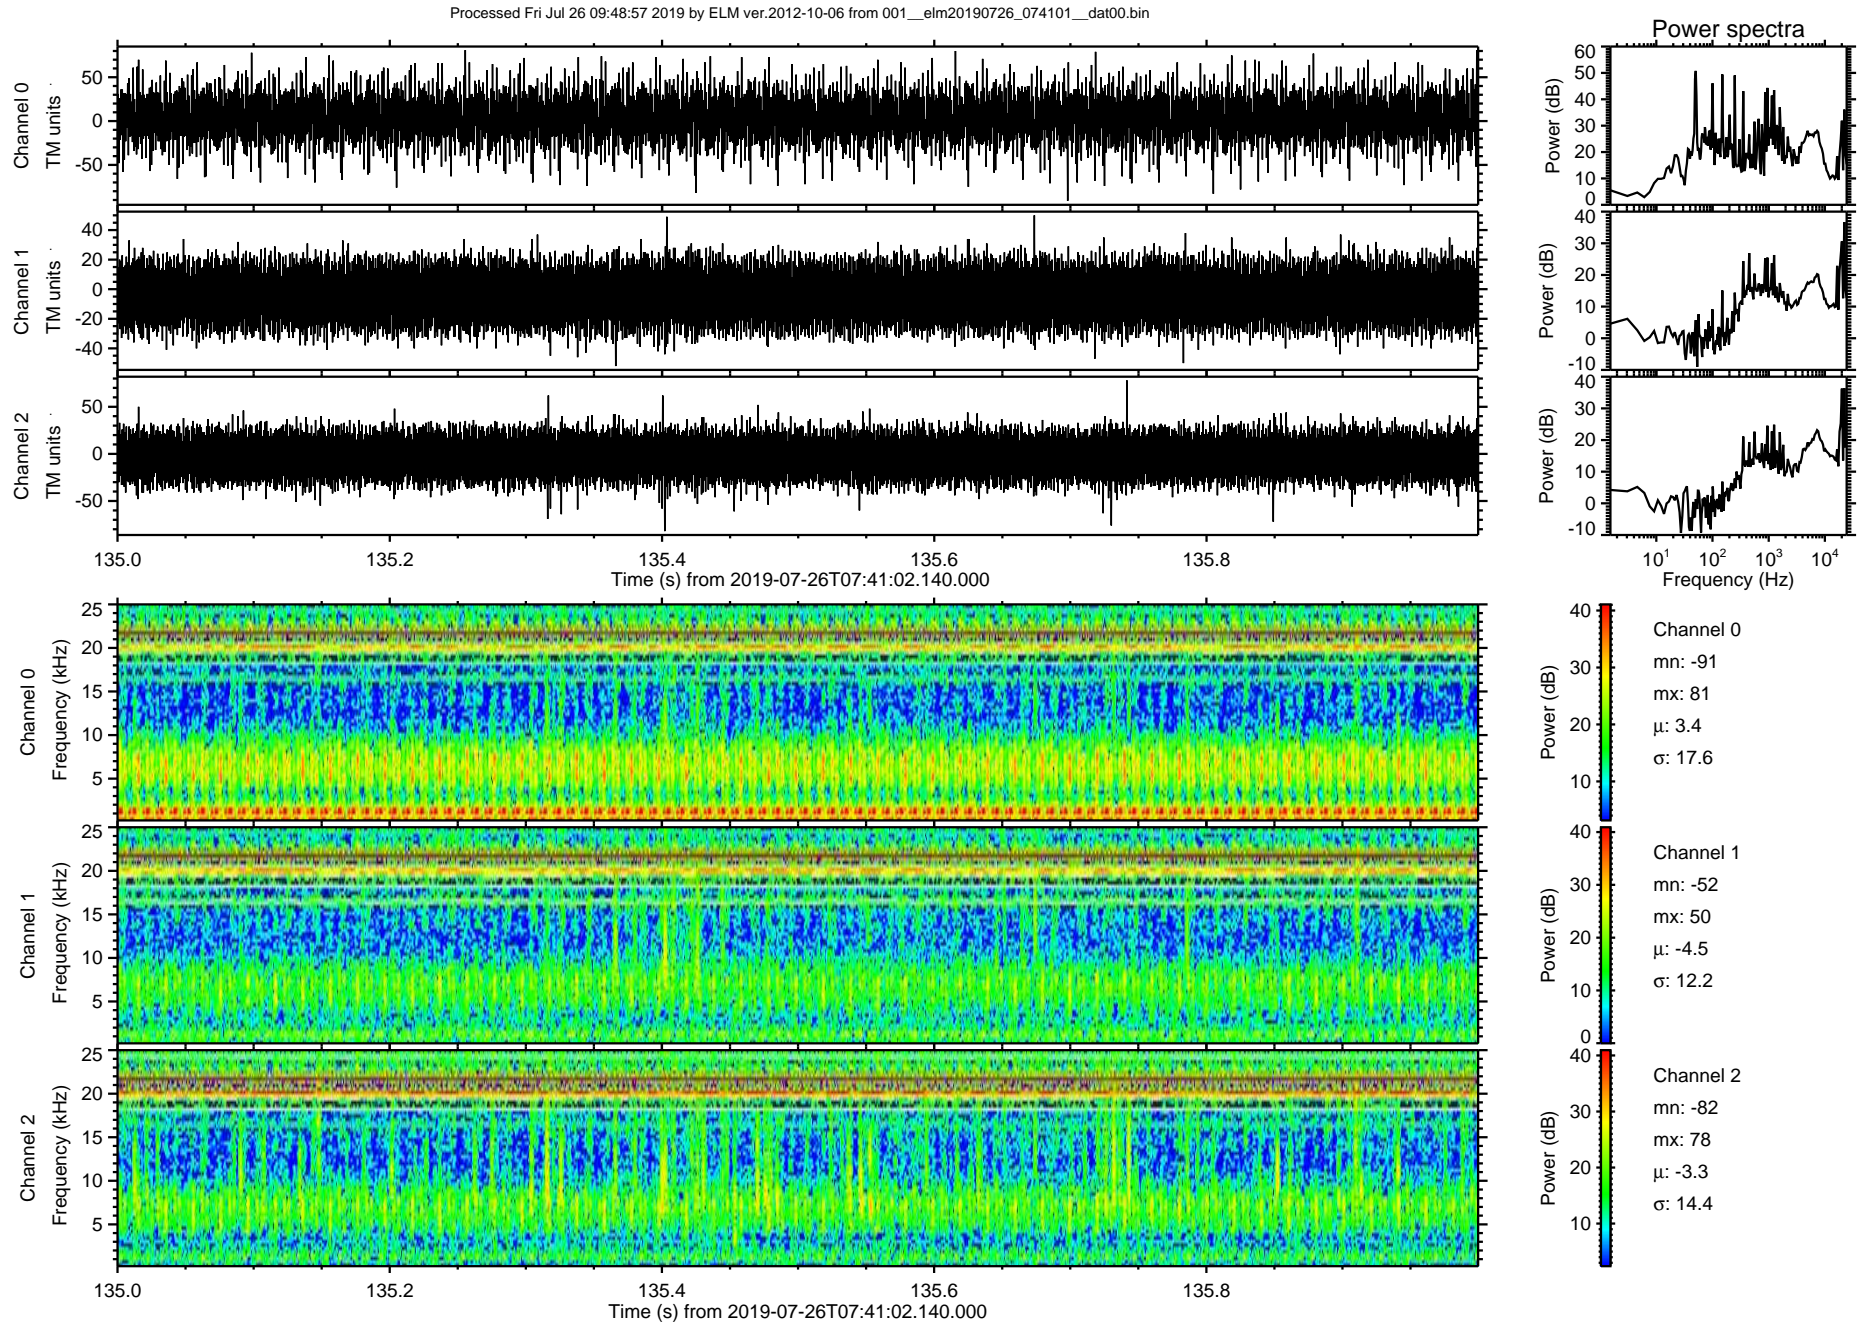 Processed Fri Jul 26 09:48:57 2019 by ELM ver.2012-10-06 from 001__elm20190726_074101__dat00.bin
Power spectra
Channel 0
TM units
50
0
-50
Power (dB)
60
50
40
30
20
10
0
Channel 1
TM units
40
20
0
-20
-40
Power (dB)
40
30
20
10
0
-10
Channel 2
TM units
50
0
-50
Power (dB)
40
30
20
10
0
-10
135.0 135.2 135.4 135.6 135.8
Time (s) from 2019-07-26T07:41:02.140.000
10¹ 10² 10³ 10⁴
Frequency (Hz)
Channel 0
Frequency (kHz)
25
20
15
10
5
Power (dB)
40
30
20
10
Channel 0
mn: -91
mx: 81
µ: 3.4
σ: 17.6
Channel 1
Frequency (kHz)
25
20
15
10
5
Power (dB)
40
30
20
10
0
Channel 1
mn: -52
mx: 50
µ: -4.5
σ: 12.2
Channel 2
Frequency (kHz)
25
20
15
10
5
Power (dB)
40
30
20
10
Channel 2
mn: -82
mx: 78
µ: -3.3
σ: 14.4
135.0 135.2 135.4 135.6 135.8
Time (s) from 2019-07-26T07:41:02.140.000